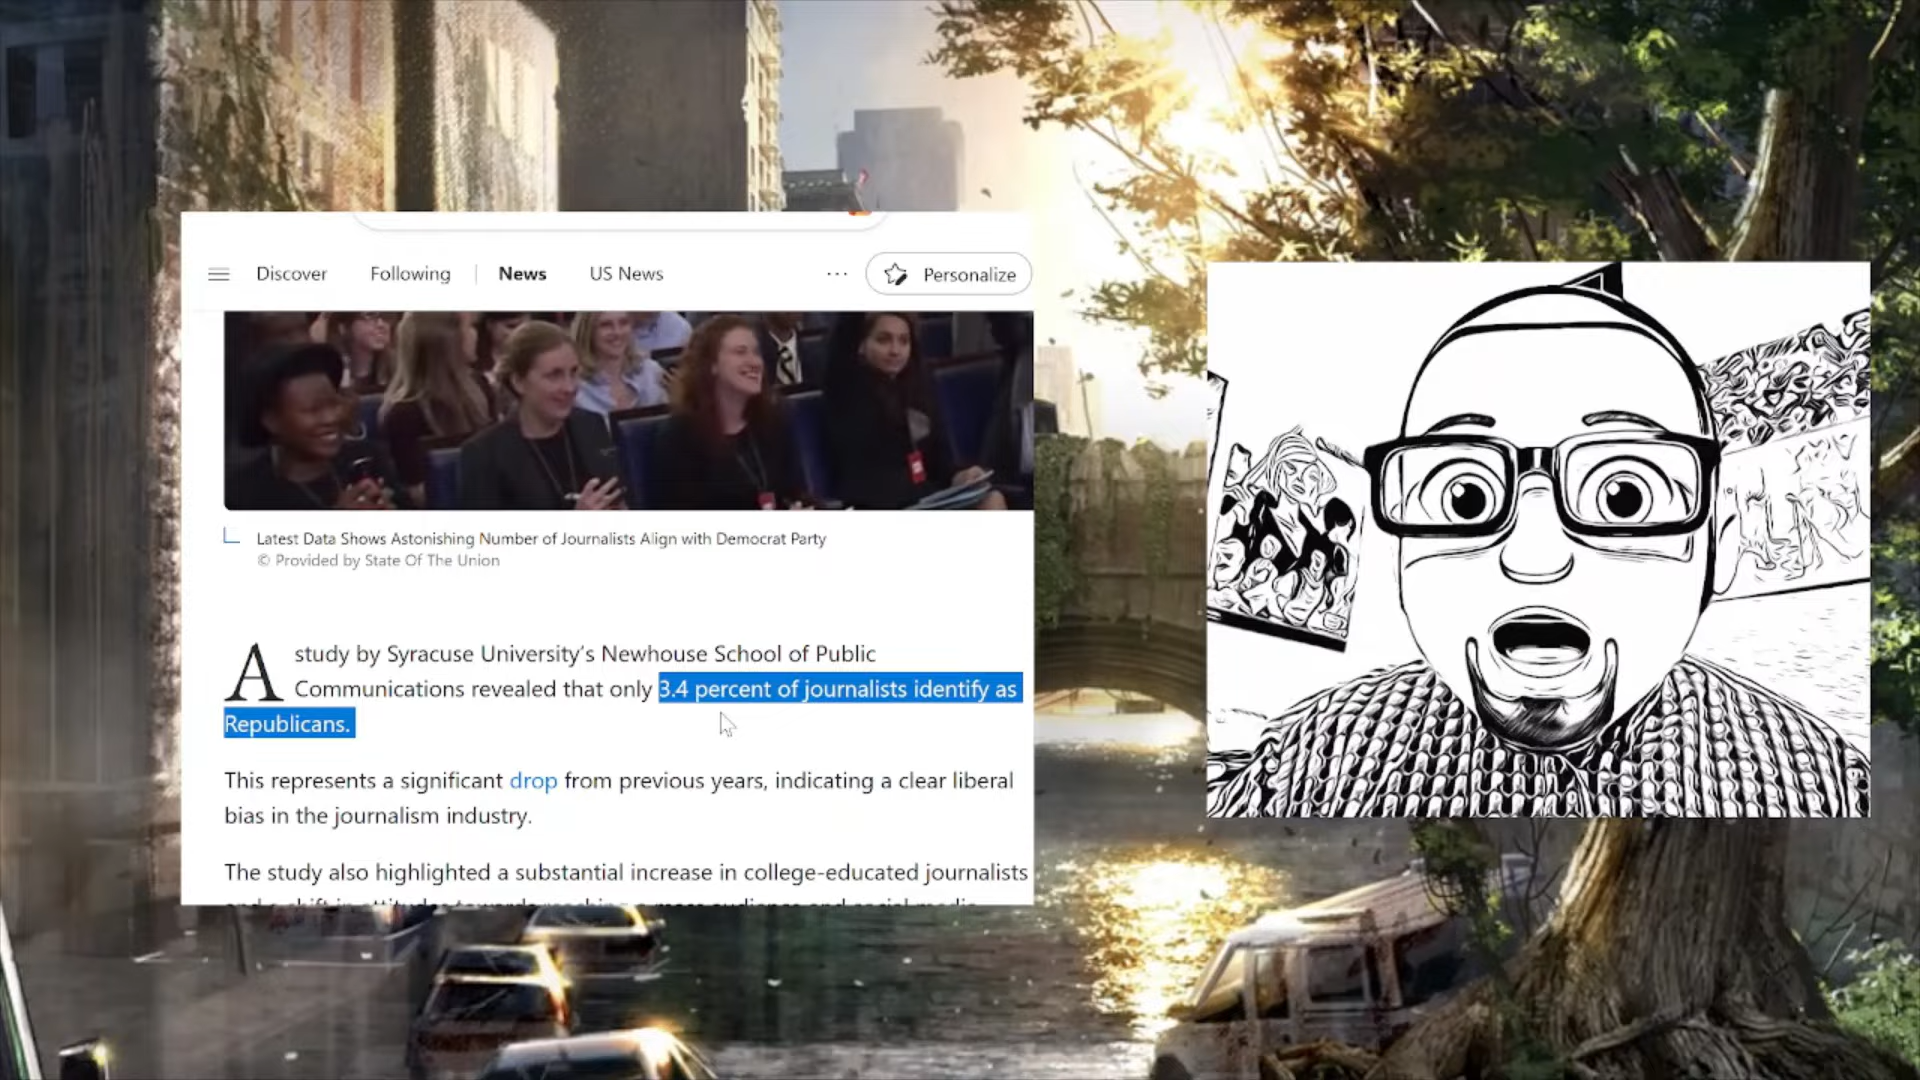 Discover Following News US News ... Personalize
Latest Data Shows Astonishing Number of Journalists Align with Democrat Party
© Provided by State Of The Union
A study by Syracuse University's Newhouse School of Public
Communications revealed that only 3.4 percent of journalists identify as
Republicans.
This represents a significant drop from previous years, indicating a clear liberal
bias in the journalism industry.
The study also highlighted a substantial increase in college-educated journalists